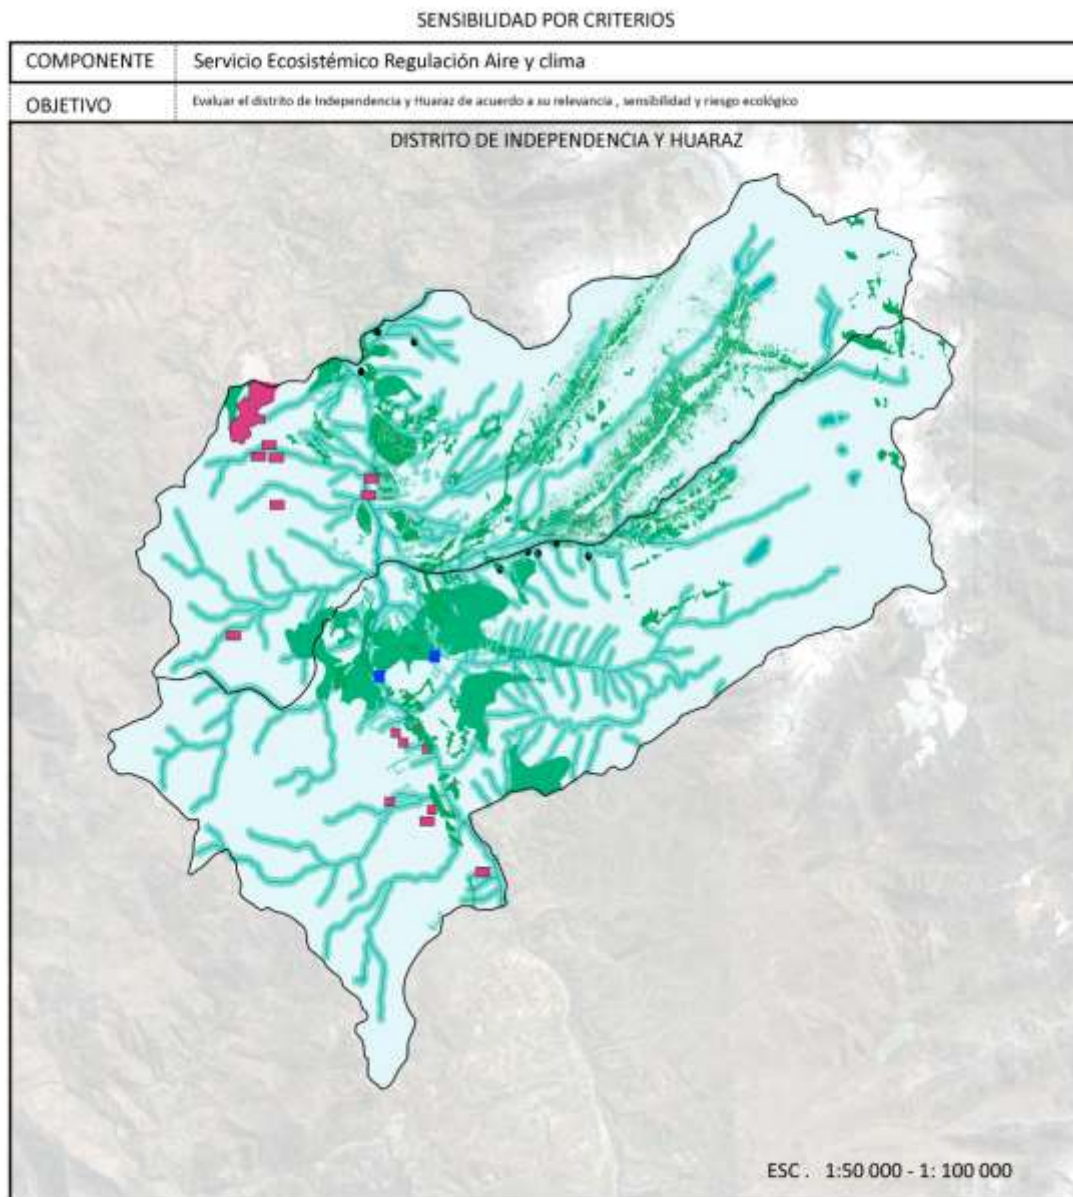 SENSIBILIDAD POR CRITERIOS
COMPONENTE Servicio Ecosistémico Regulación Aire y clima
OBJETIVO Evaluar el distrito de Independencia y Huaraz de acuerdo a su relevancia , sensibilidad y riesgo ecológico
DISTRITO DE INDEPENDENCIA Y HUARAZ
ESC . 1:50 000 - 1: 100 000